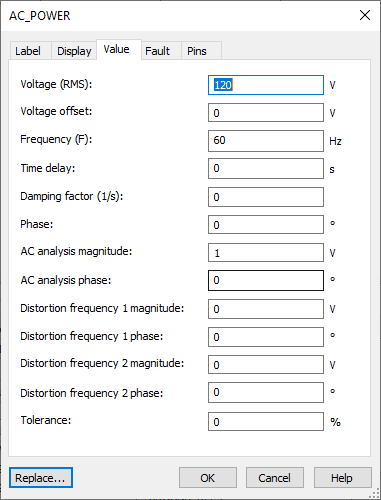 AC_POWER
Label Display Value Fault Pins
Voltage (RMS): 120 V
Voltage offset: 0 V
Frequency (F): 60 Hz
Time delay: 0 s
Damping factor (1/s): 0
Phase: 0 °
AC analysis magnitude: 1 V
AC analysis phase: 0 °
Distortion frequency 1 magnitude: 0 V
Distortion frequency 1 phase: 0 °
Distortion frequency 2 magnitude: 0 V
Distortion frequency 2 phase: 0 °
Tolerance: 0 %
Replace... OK Cancel Help